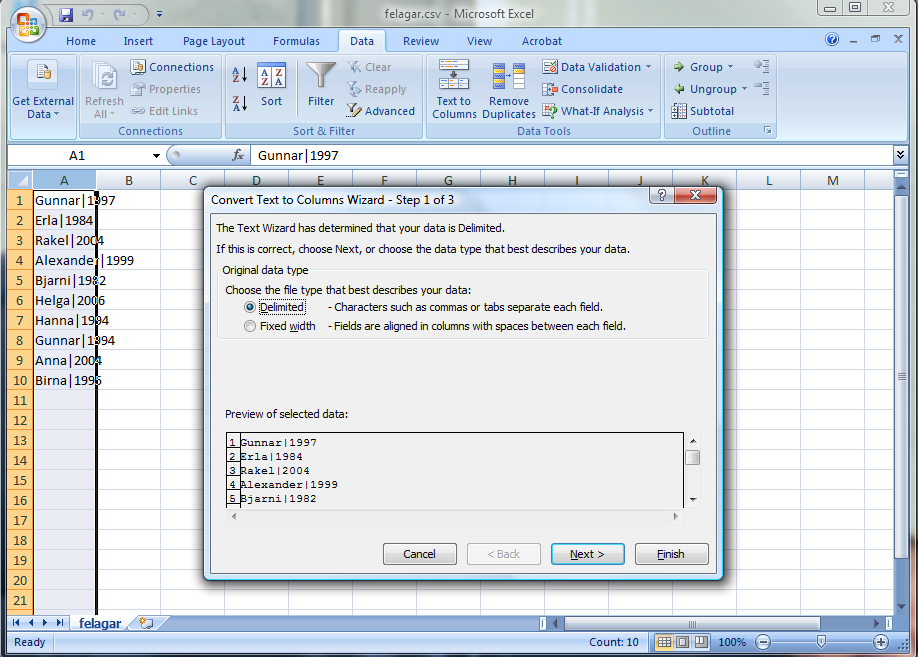 felagar.csv - Microsoft Excel
Home Insert Page Layout Formulas Data Review View Acrobat
Get External Data
Refresh All
Connections
Properties
Edit Links
Connections
Sort
Filter
Clear
Reapply
Advanced
Sort & Filter
Text to Columns
Remove Duplicates
Data Validation
Consolidate
What-If Analysis
Data Tools
Group
Ungroup
Subtotal
Outline
A1 fx Gunnar|1997
A B C D E F G H I J K L M
1 Gunnar|1997
2 Erla|1984
3 Rakel|2004
4 Alexander|1999
5 Bjarni|1982
6 Helga|2006
7 Hanna|1994
8 Gunnar|1994
9 Anna|2004
10 Birna|1995
11
12
13
14
15
16
17
18
19
20
21
Convert Text to Columns Wizard - Step 1 of 3
The Text Wizard has determined that your data is Delimited.
If this is correct, choose Next, or choose the data type that best describes your data.
Original data type
Choose the file type that best describes your data:
Delimited - Characters such as commas or tabs separate each field.
Fixed width - Fields are aligned in columns with spaces between each field.
Preview of selected data:
1 Gunnar|1997
2 Erla|1984
3 Rakel|2004
4 Alexander|1999
5 Bjarni|1982
Cancel < Back Next > Finish
felagar
Ready Count: 10 100%